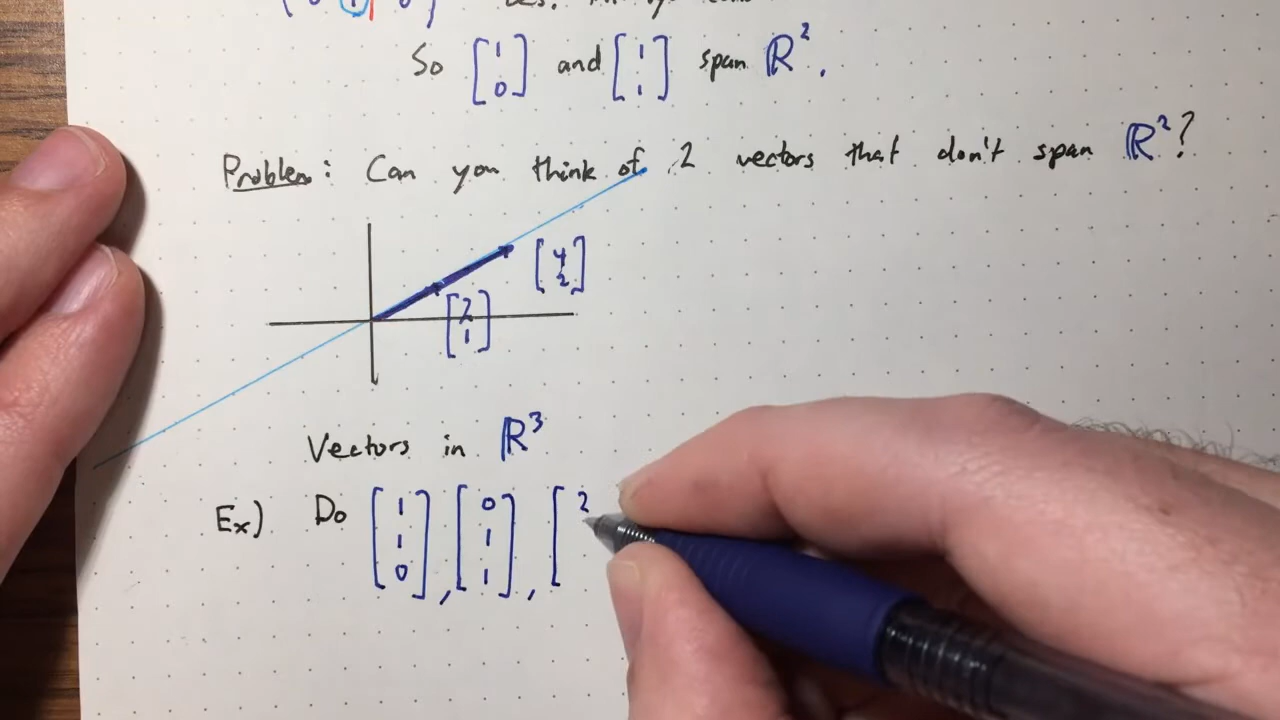 So [1 0] and [1 1] span ℝ².
Problem: Can you think of 2 vectors that don't span ℝ²?
[4 2]
[2 1]
Vectors in ℝ³
Ex) Do [1 1 0], [0 1 1], [2